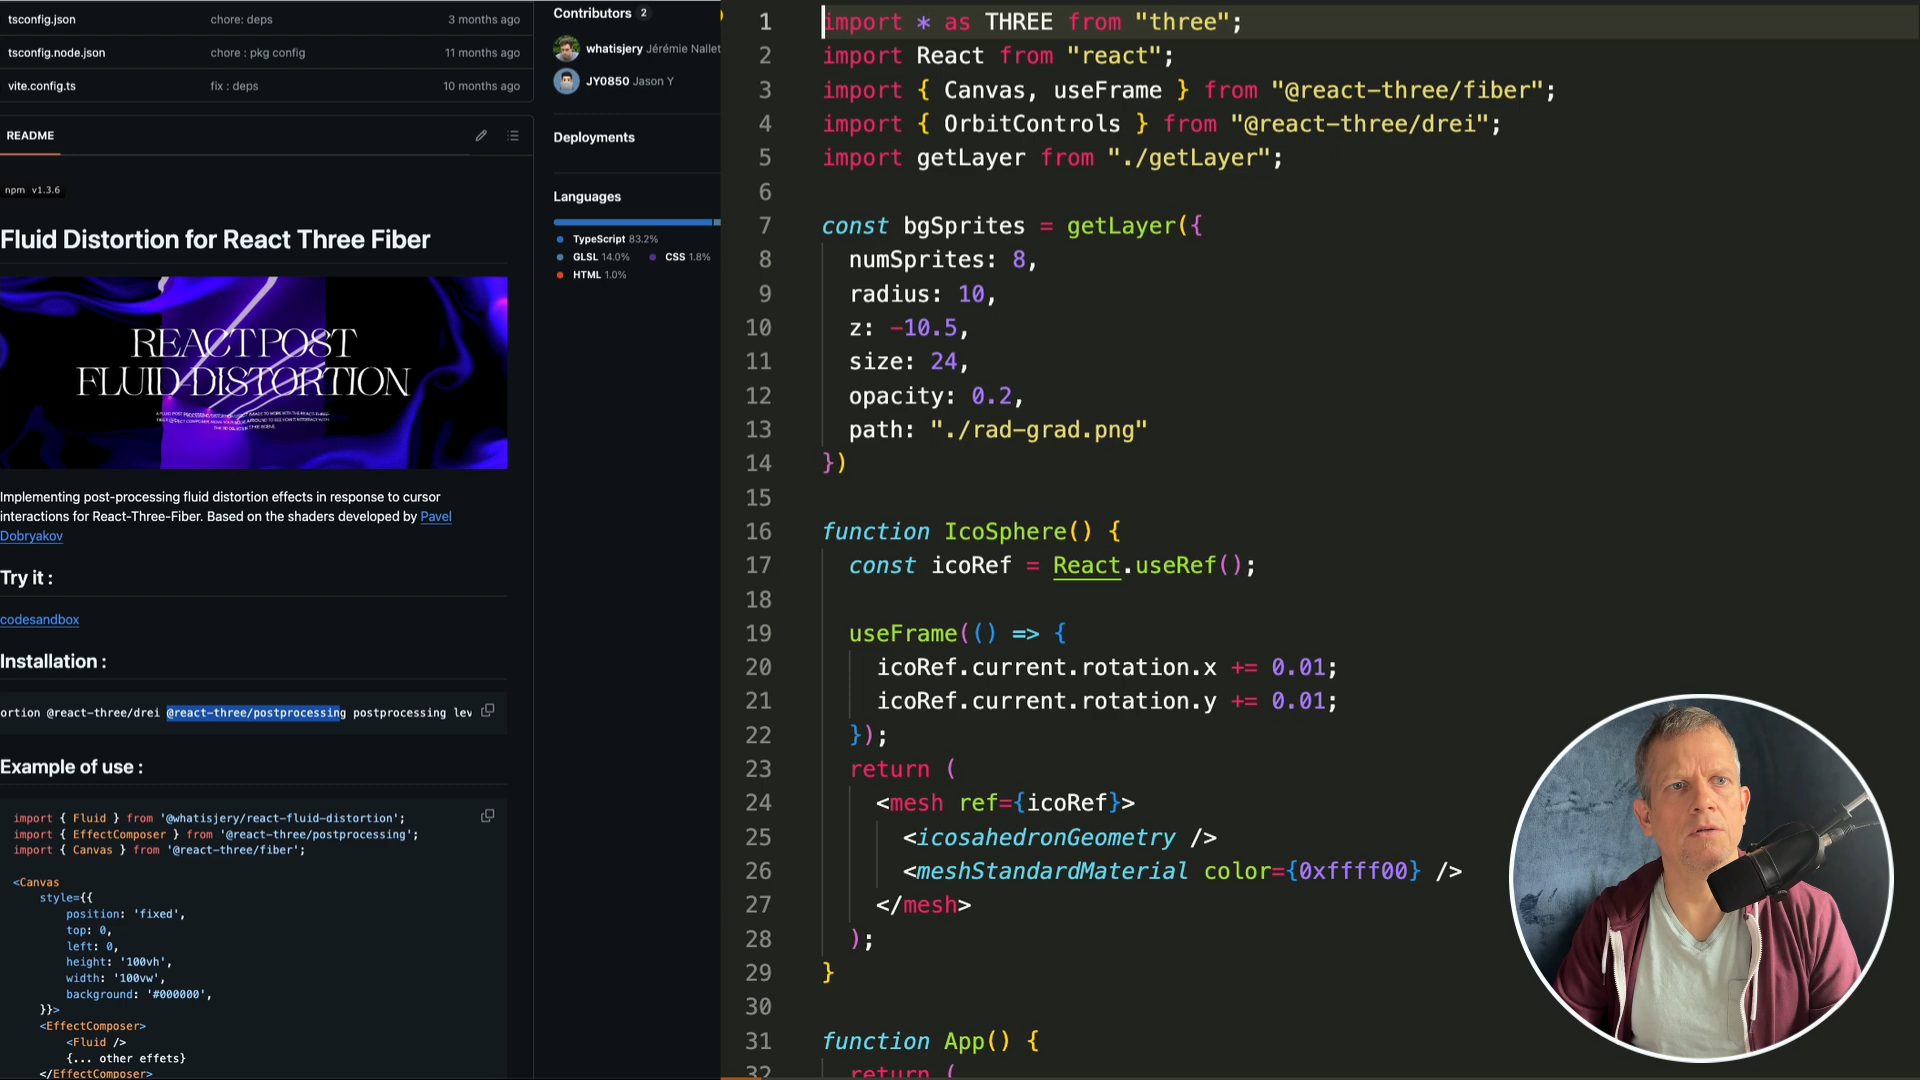 tsconfig.json chore: deps 3 months ago
tsconfig.node.json chore : pkg config 11 months ago
vite.config.ts fix : deps 10 months ago
README
npm v1.3.6
Fluid Distortion for React Three Fiber
REACT POST
FLUID-DISTORTION
Implementing post-processing fluid distortion effects in response to cursor
interactions for React-Three-Fiber. Based on the shaders developed by Pavel
Dobryakov
Try it :
codesandbox
Installation :
ortion @react-three/drei @react-three/postprocessing postprocessing lev
Example of use :
import { Fluid } from '@whatisjery/react-fluid-distortion';
import { EffectComposer } from '@react-three/postprocessing';
import { Canvas } from '@react-three/fiber';
<Canvas
style={{
position: 'fixed',
top: 0,
left: 0,
height: '100vh',
width: '100vw',
background: '#000000',
}}>
<EffectComposer>
<Fluid />
{... other effets}
</EffectComposer>
Contributors 2
whatisjery Jérémie Nallet
JY0850 Jason Y
Deployments
Languages
TypeScript 83.2%
GLSL 14.0% CSS 1.8%
HTML 1.0%
1 import * as THREE from "three";
2 import React from "react";
3 import { Canvas, useFrame } from "@react-three/fiber";
4 import { OrbitControls } from "@react-three/drei";
5 import getLayer from "./getLayer";
6
7 const bgSprites = getLayer({
8 numSprites: 8,
9 radius: 10,
10 z: -10.5,
11 size: 24,
12 opacity: 0.2,
13 path: "./rad-grad.png"
14 })
15
16 function IcoSphere() {
17 const icoRef = React.useRef();
18
19 useFrame(() => {
20 icoRef.current.rotation.x += 0.01;
21 icoRef.current.rotation.y += 0.01;
22 });
23 return (
24 <mesh ref={icoRef}>
25 <icosahedronGeometry />
26 <meshStandardMaterial color={0xffff00} />
27 </mesh>
28 );
29 }
30
31 function App() {
32 return (